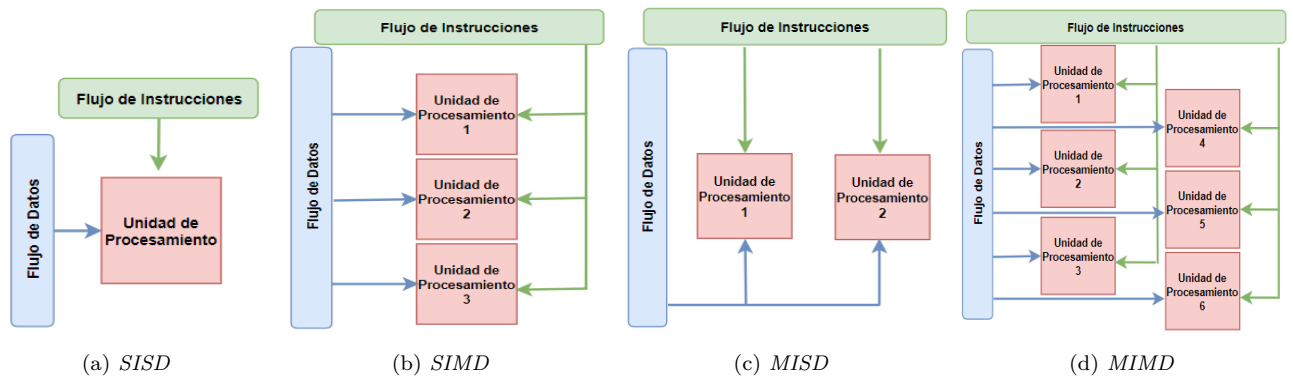 Flujo de Instrucciones
Flujo de Datos
Unidad de
Procesamiento
(a) SISD
Flujo de Instrucciones
Flujo de Datos
Unidad de
Procesamiento
1
Unidad de
Procesamiento
2
Unidad de
Procesamiento
3
(b) SIMD
Flujo de Instrucciones
Flujo de Datos
Unidad de
Procesamiento
1
Unidad de
Procesamiento
2
(c) MISD
Flujo de Instrucciones
Flujo de Datos
Unidad de
Procesamiento
1
Unidad de
Procesamiento
4
Unidad de
Procesamiento
2
Unidad de
Procesamiento
5
Unidad de
Procesamiento
3
Unidad de
Procesamiento
6
(d) MIMD